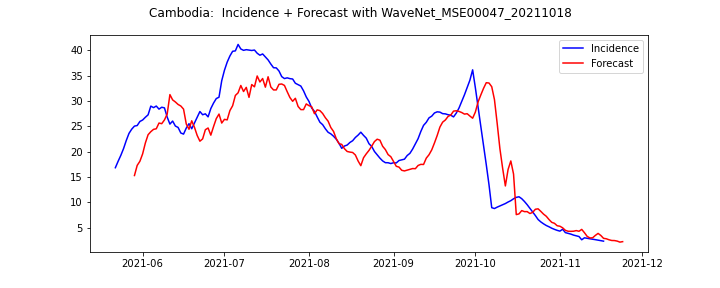 Cambodia:  Incidence + Forecast with WaveNet_MSE00047_20211018
Incidence
Forecast
40
35
30
25
20
15
10
5
2021-06 2021-07 2021-08 2021-09 2021-10 2021-11 2021-12